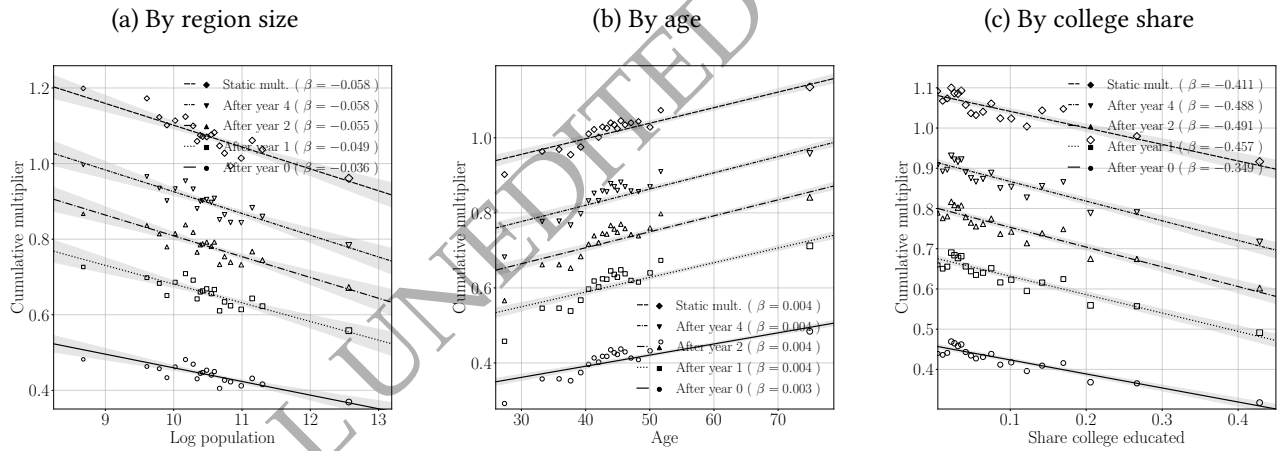 (a) By region size
Cumulative multiplier
1.2
1.0
0.8
0.6
0.4
Static mult. ( β = −0.058 )
After year 4 ( β = −0.058 )
After year 2 ( β = −0.055 )
After year 1 ( β = −0.049 )
After year 0 ( β = −0.036 )
9 10 11 12 13
Log population
(b) By age
Cumulative multiplier
1.0
0.8
0.6
0.4
Static mult. ( β = 0.004 )
After year 4 ( β = 0.004 )
After year 2 ( β = 0.004 )
After year 1 ( β = 0.004 )
After year 0 ( β = 0.003 )
30 40 50 60 70
Age
(c) By college share
Cumulative multiplier
1.1
1.0
0.9
0.8
0.7
0.6
0.5
0.4
Static mult. ( β = −0.411 )
After year 4 ( β = −0.488 )
After year 2 ( β = −0.491 )
After year 1 ( β = −0.457 )
After year 0 ( β = −0.349 )
0.1 0.2 0.3 0.4
Share college educated
UNEDITED